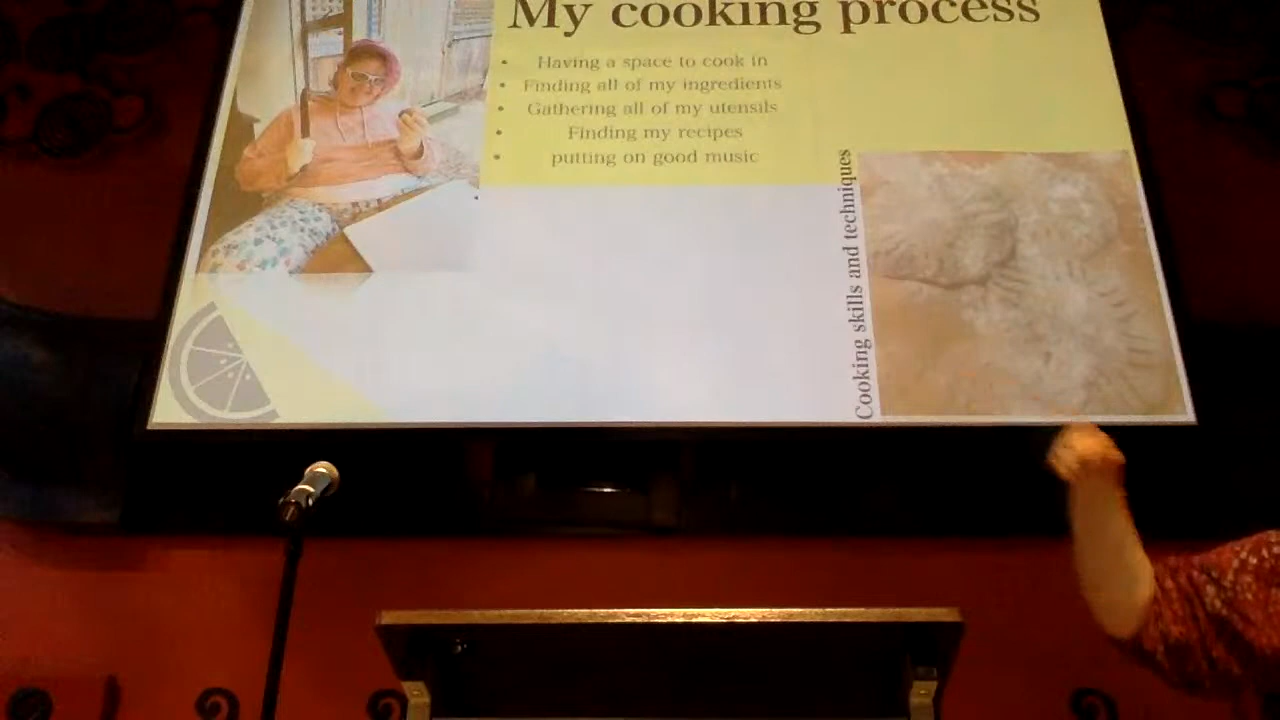 My cooking process
Having a space to cook in
Finding all of my ingredients
Gathering all of my utensils
Finding my recipes
putting on good music
Cooking skills and techniques